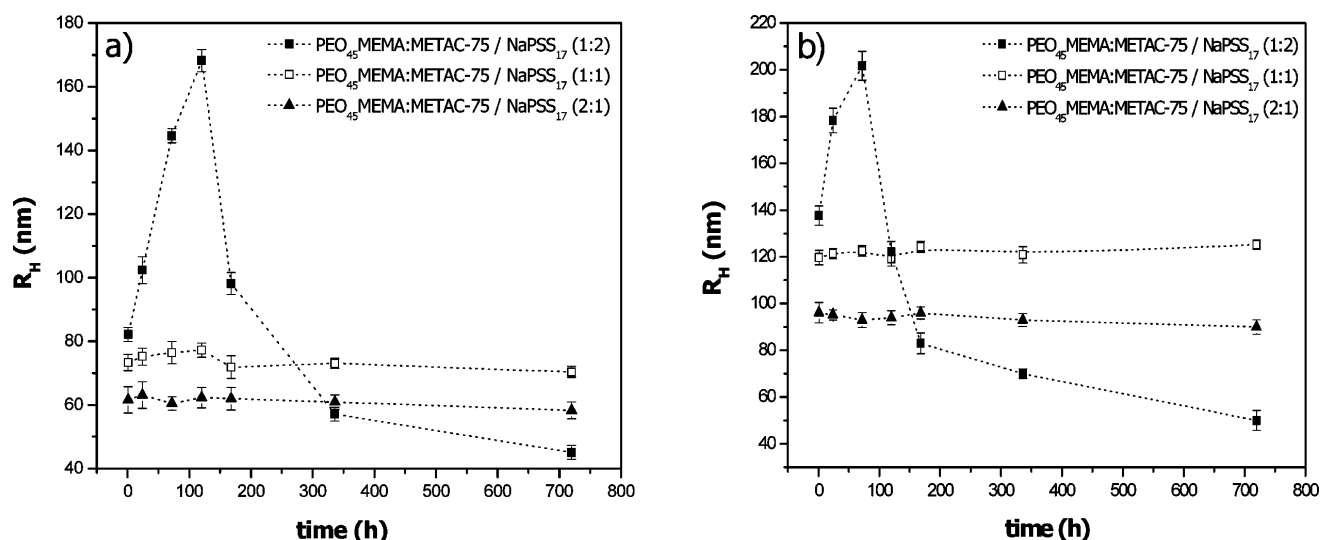 a)
PEO₄₅MEMA:METAC-75 / NaPSS₁₇ (1:2)
PEO₄₅MEMA:METAC-75 / NaPSS₁₇ (1:1)
PEO₄₅MEMA:METAC-75 / NaPSS₁₇ (2:1)
180
160
140
120
100
80
60
40
R_H (nm)
0 100 200 300 400 500 600 700 800
time (h)
b)
PEO₄₅MEMA:METAC-75 / NaPSS₁₇ (1:2)
PEO₄₅MEMA:METAC-75 / NaPSS₁₇ (1:1)
PEO₄₅MEMA:METAC-75 / NaPSS₁₇ (2:1)
220
200
180
160
140
120
100
80
60
40
R_H (nm)
0 100 200 300 400 500 600 700 800
time (h)